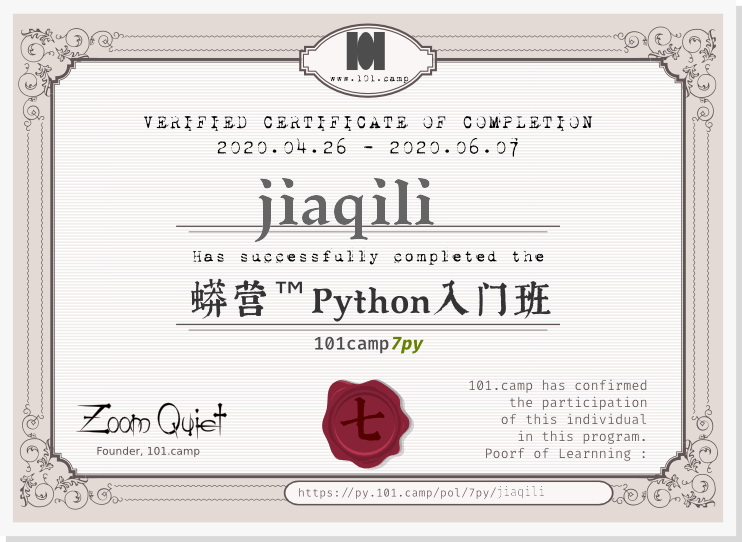 www.101.camp
VERIFIED CERTIFICATE OF COMPLETION
2020.04.26 - 2020.06.07
jiaqili
Has successfully completed the
蟒营™Python入门班
101camp7py
Zoom Quiet
Founder, 101.camp
七
101.camp has confirmed
the participation
of this individual
in this program.
Poorf of Learnning :
https://py.101.camp/pol/7py/jiaqili